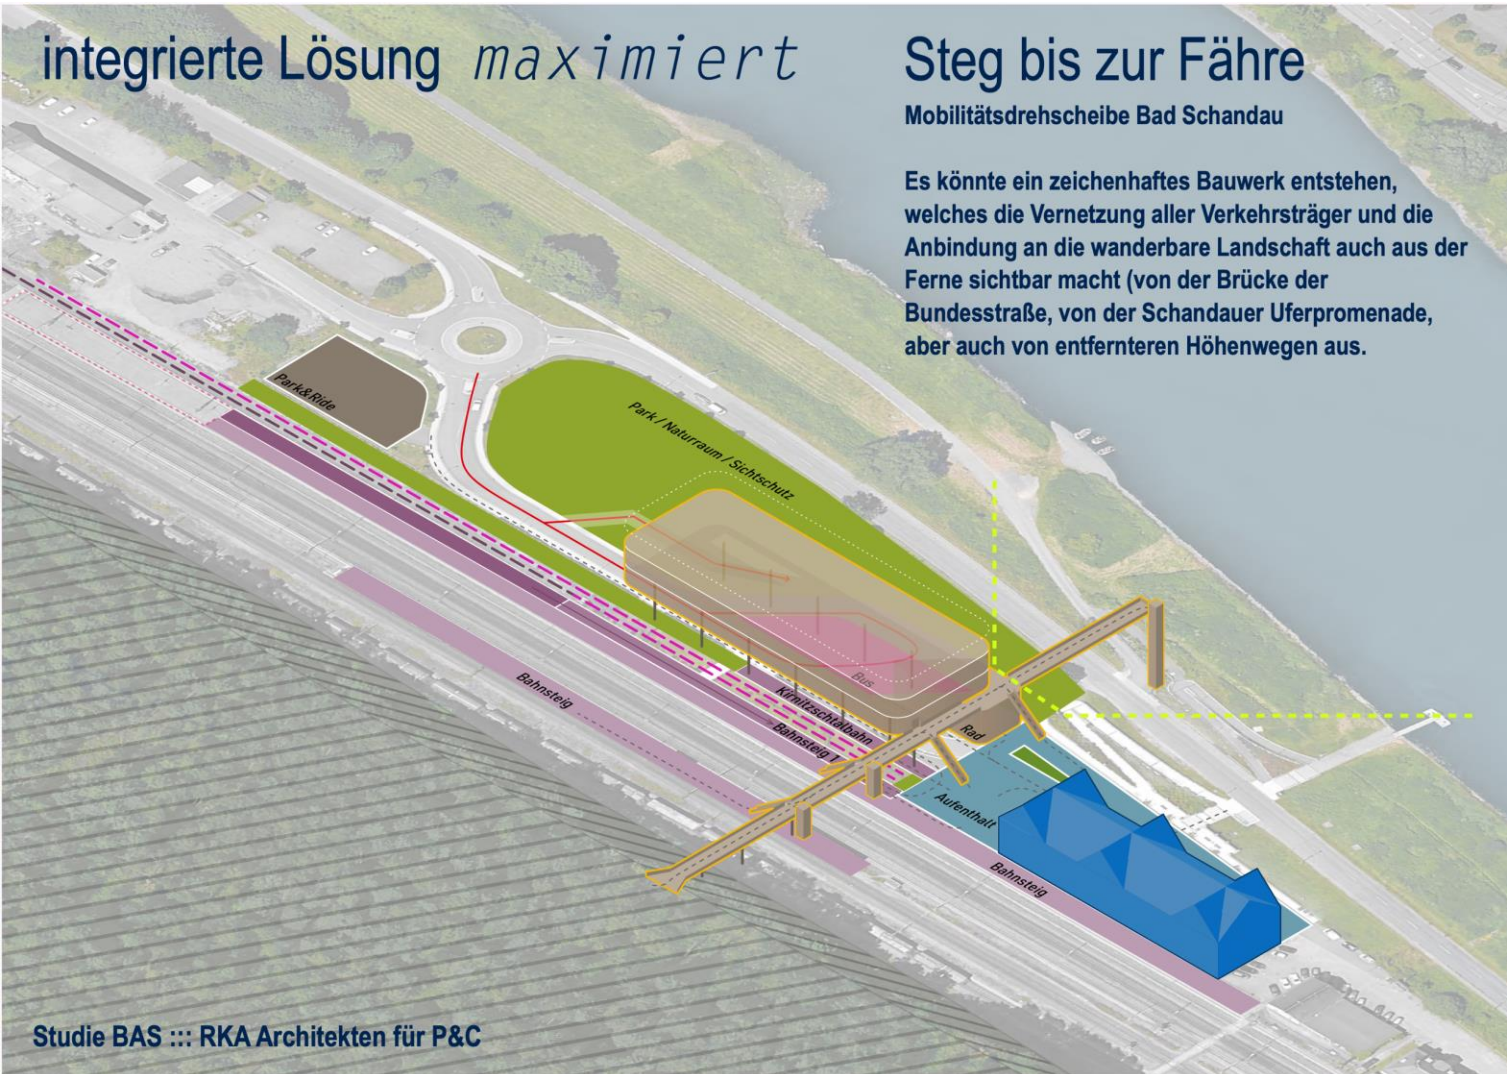 integrierte Lösung maximiert
Steg bis zur Fähre
Mobilitätsdrehscheibe Bad Schandau
Es könnte ein zeichenhaftes Bauwerk entstehen,
welches die Vernetzung aller Verkehrsträger und die
Anbindung an die wanderbare Landschaft auch aus der
Ferne sichtbar macht (von der Brücke der
Bundesstraße, von der Schandauer Uferpromenade,
aber auch von entfernteren Höhenwegen aus.
Park&Ride
Park / Naturraum / Sichtschutz
Bahnsteig
Bus
Kirnitzschtalbahn
Bahnsteig 1
Rad
Aufenthalt
Bahnsteig
Studie BAS ::: RKA Architekten für P&C